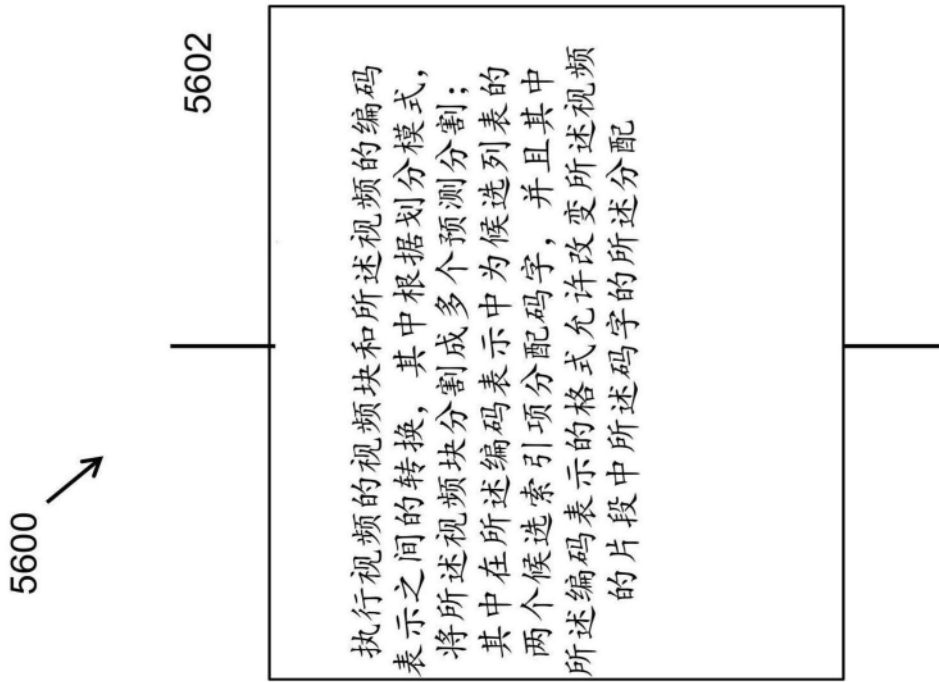 5600
5602
执行视频的视频块和所述视频的编码
表示之间的转换，其中根据划分模式，
将所述视频块分割成多个预测分割；
其中在所述编码表示中为候选列表的
两个候选索引项分配码字，并且其中
所述编码表示的格式允许改变所述视频
的片段中所述码字的所述分配